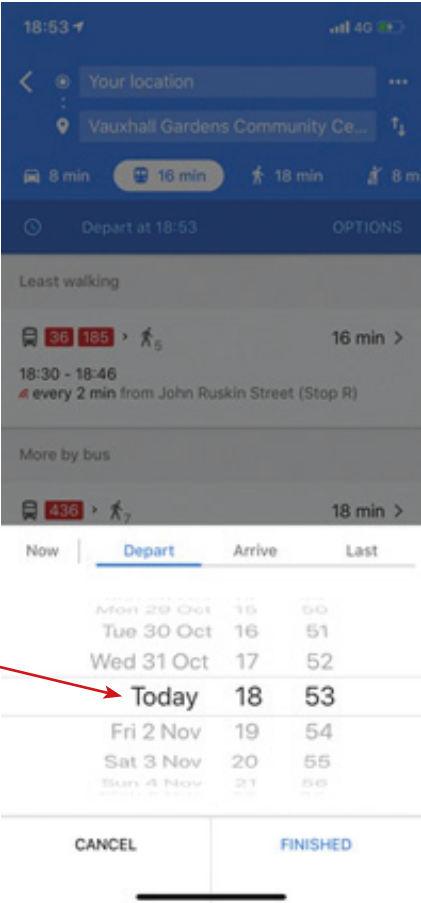 18:53 4G
Your location
Vauxhall Gardens Community Ce...
8 min 16 min 18 min 8 m
Depart at 18:53 OPTIONS
Least walking
36 185 › 5 16 min >
18:30 - 18:46
every 2 min from John Ruskin Street (Stop R)
More by bus
436 › 7 18 min >
Now Depart Arrive Last
Mon 29 Oct 15 50
Tue 30 Oct 16 51
Wed 31 Oct 17 52
Today 18 53
Fri 2 Nov 19 54
Sat 3 Nov 20 55
Sun 4 Nov 21 56
CANCEL FINISHED